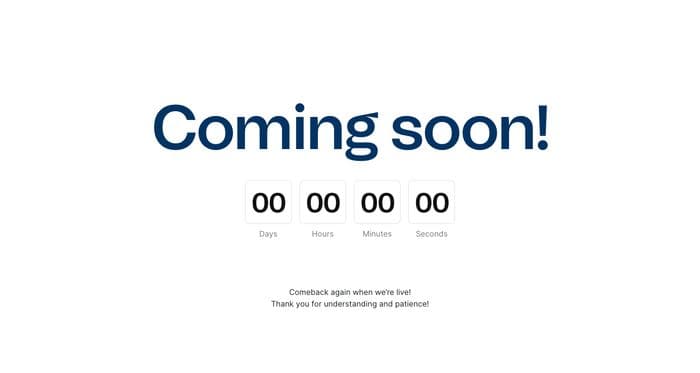 Coming soon!
00 00 00 00
Days Hours Minutes Seconds
Comeback again when we're live!
Thank you for understanding and patience!